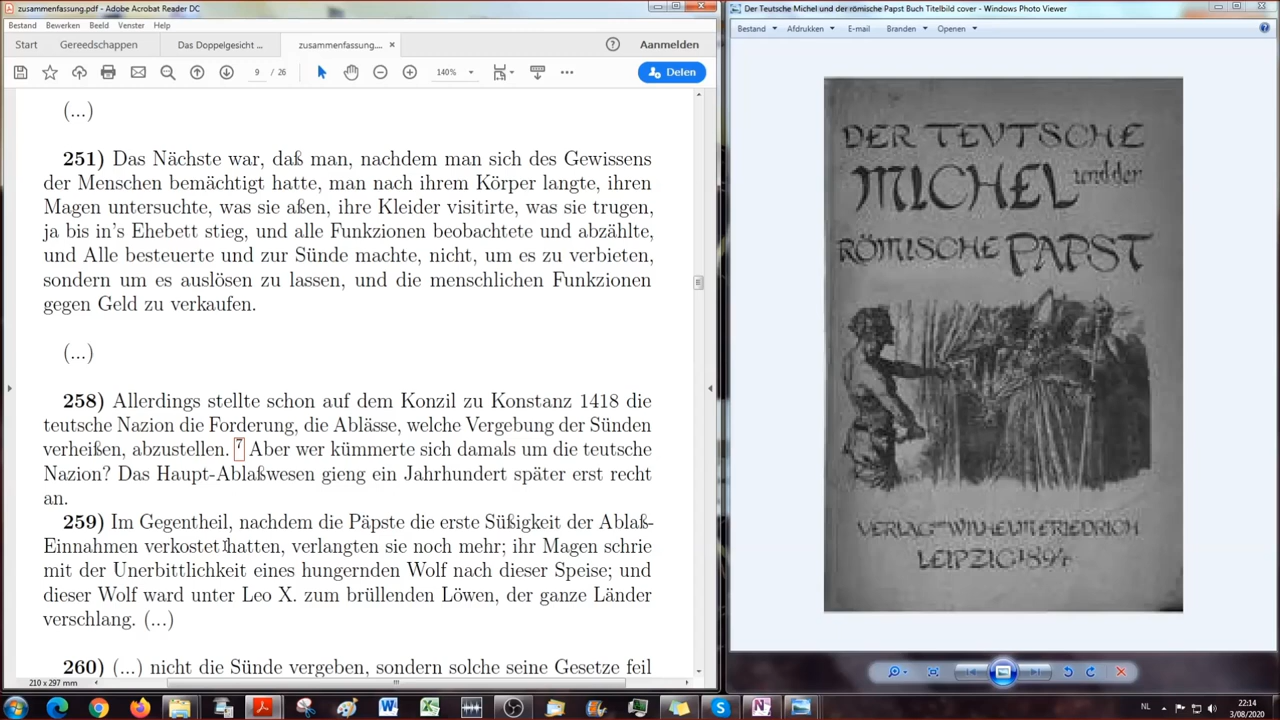 zusammenfassung.pdf - Adobe Acrobat Reader DC
Bestand Bewerken Beeld Venster Help
Start Gereedschappen Das Doppelgesicht ... zusammenfassung.... × Anmelden
9 / 26 140% Delen
(...)
251) Das Nächste war, daß man, nachdem man sich des Gewissens
der Menschen bemächtigt hatte, man nach ihrem Körper langte, ihren
Magen untersuchte, was sie aßen, ihre Kleider visitirte, was sie trugen,
ja bis in's Ehebett stieg, und alle Funkzionen beobachtete und abzählte,
und Alle besteuerte und zur Sünde machte, nicht, um es zu verbieten,
sondern um es auslösen zu lassen, und die menschlichen Funkzionen
gegen Geld zu verkaufen.
(...)
258) Allerdings stellte schon auf dem Konzil zu Konstanz 1418 die
teutsche Nazion die Forderung, die Ablässe, welche Vergebung der Sünden
verheißen, abzustellen. 7 Aber wer kümmerte sich damals um die teutsche
Nazion? Das Haupt-Ablaßwesen gieng ein Jahrhundert später erst recht
an.
259) Im Gegentheil, nachdem die Päpste die erste Süßigkeit der Ablaß-
Einnahmen verkostet hatten, verlangten sie noch mehr; ihr Magen schrie
mit der Unerbittlichkeit eines hungernden Wolf nach dieser Speise; und
dieser Wolf ward unter Leo X. zum brüllenden Löwen, der ganze Länder
verschlang. (...)
260) (...) nicht die Sünde vergeben, sondern solche seine Gesetze feil
210 x 297 mm
Der Teutsche Michel und der römische Papst Buch Titelbild cover - Windows Photo Viewer
Bestand Afdrukken E-mail Branden Openen
DER TEVTSCHE
MICHEL und der
RÖMISCHE PAPST
VERLAG WILHELM FRIEDRICH
LEIPZIG 1894
NL 22:14
3/08/2020